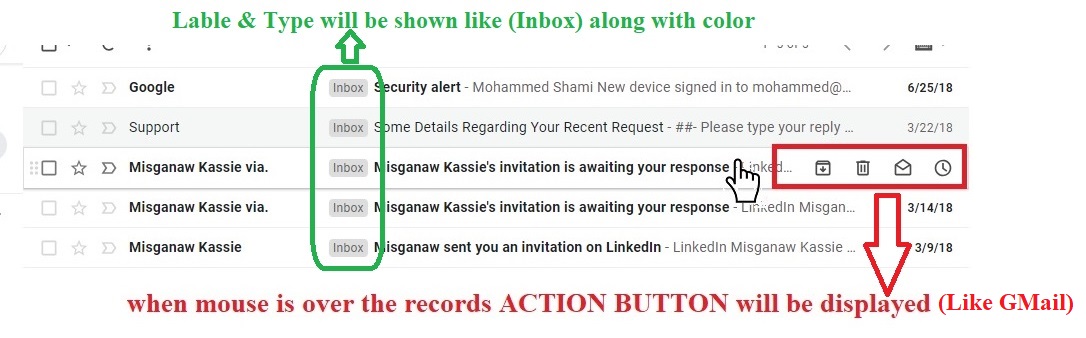 Lable & Type will be shown like (Inbox) along with color
Google Inbox Security alert - Mohammed Shami New device signed in to mohammed@... 6/25/18
Support Inbox Some Details Regarding Your Recent Request - ##- Please type your reply ... 3/22/18
Misganaw Kassie via. Inbox Misganaw Kassie's invitation is awaiting your response Linked...
Misganaw Kassie via. Inbox Misganaw Kassie's invitation is awaiting your response - LinkedIn Misgan... 3/14/18
Misganaw Kassie Inbox Misganaw sent you an invitation on LinkedIn - LinkedIn Misganaw Kassie ... 3/9/18
when mouse is over the records ACTION BUTTON will be displayed (Like GMail)